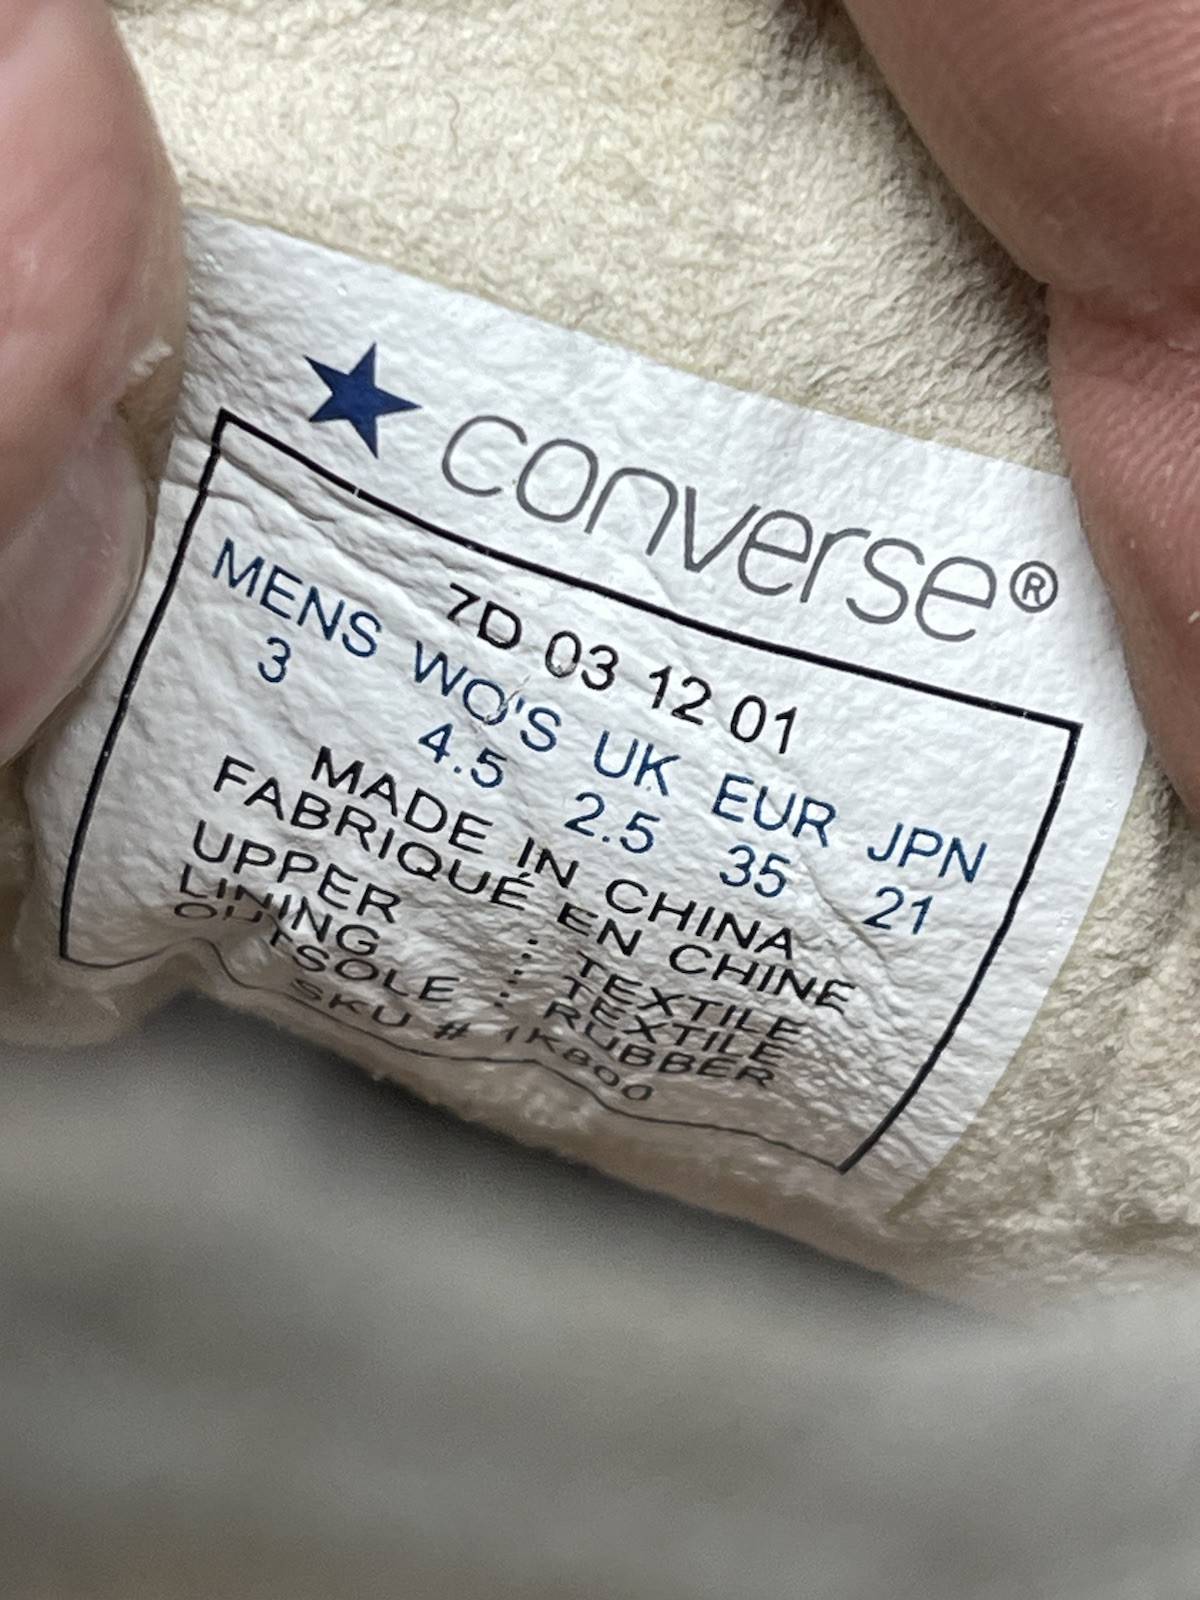 converse®
7D 03 12 01
MENS WO'S UK EUR JPN
3 4.5 2.5 35 21
MADE IN CHINA
FABRIQUÉ EN CHINE
UPPER : TEXTILE
LINING : TEXTILE
OUTSOLE : RUBBER
SKU #